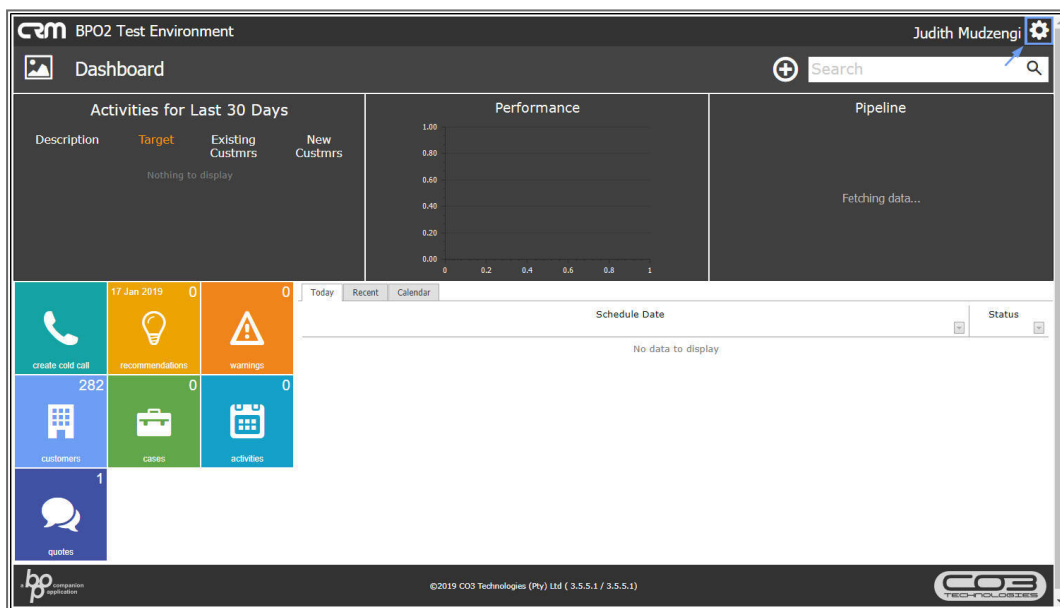 CRM BPO2 Test Environment
Judith Mudzengi
Dashboard
Search
Activities for Last 30 Days
Description Target Existing Custmrs New Custmrs
Nothing to display
Performance
1.00
0.80
0.60
0.40
0.20
0.00
0 0.2 0.4 0.6 0.8 1
Pipeline
Fetching data...
create cold call
17 Jan 2019 0
recommendations
0
warnings
282
customers
0
cases
0
activities
1
quotes
Today Recent Calendar
Schedule Date Status
No data to display
bpo companion
application
©2019 CO3 Technologies (Pty) Ltd ( 3.5.5.1 / 3.5.5.1)
CO3
TECHNOLOGIES